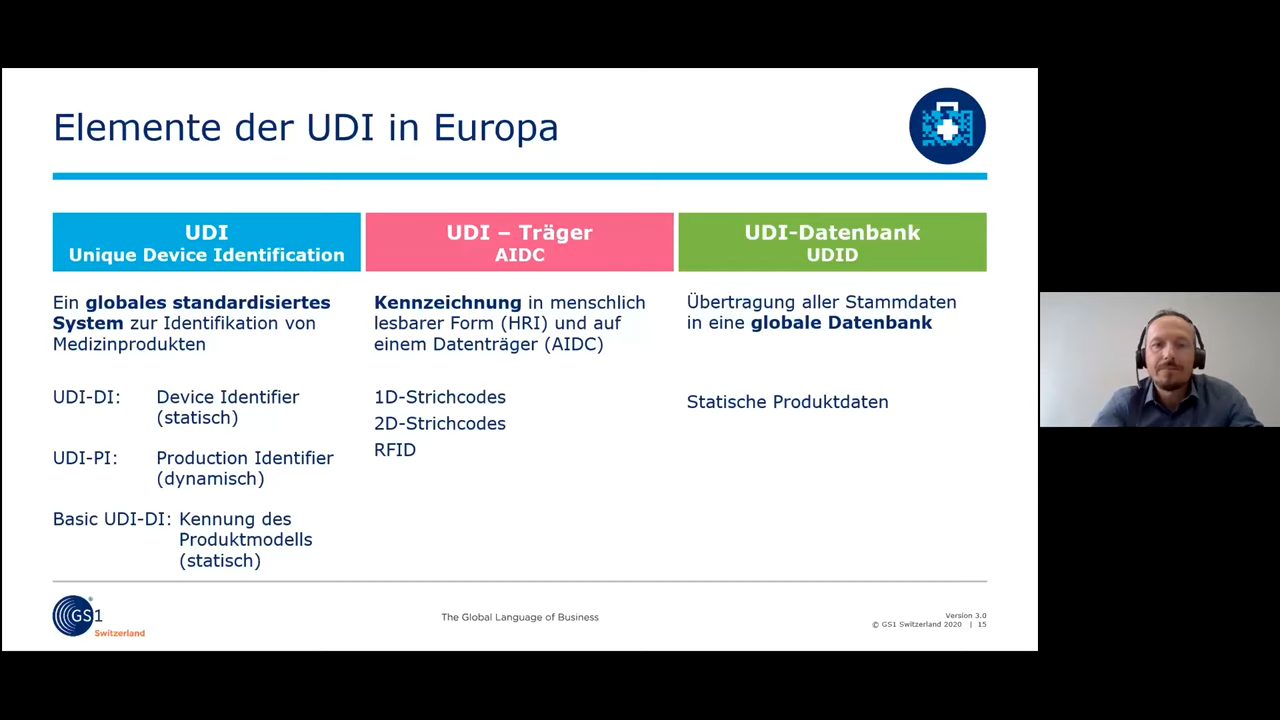 Elemente der UDI in Europa
UDI
Unique Device Identification
Ein globales standardisiertes
System zur Identifikation von
Medizinprodukten
UDI-DI: Device Identifier
(statisch)
UDI-PI: Production Identifier
(dynamisch)
Basic UDI-DI: Kennung des
Produktmodells
(statisch)
UDI – Träger
AIDC
Kennzeichnung in menschlich
lesbarer Form (HRI) und auf
einem Datenträger (AIDC)
1D-Strichcodes
2D-Strichcodes
RFID
UDI-Datenbank
UDID
Übertragung aller Stammdaten
in eine globale Datenbank
Statische Produktdaten
GS1
®
Switzerland
The Global Language of Business
Version 3.0
© GS1 Switzerland 2020 | 15